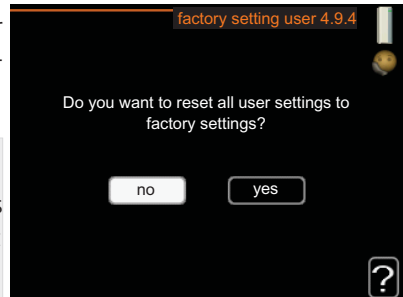 factory setting user 4.9.4
Do you want to reset all user settings to
factory settings?
no
yes
?